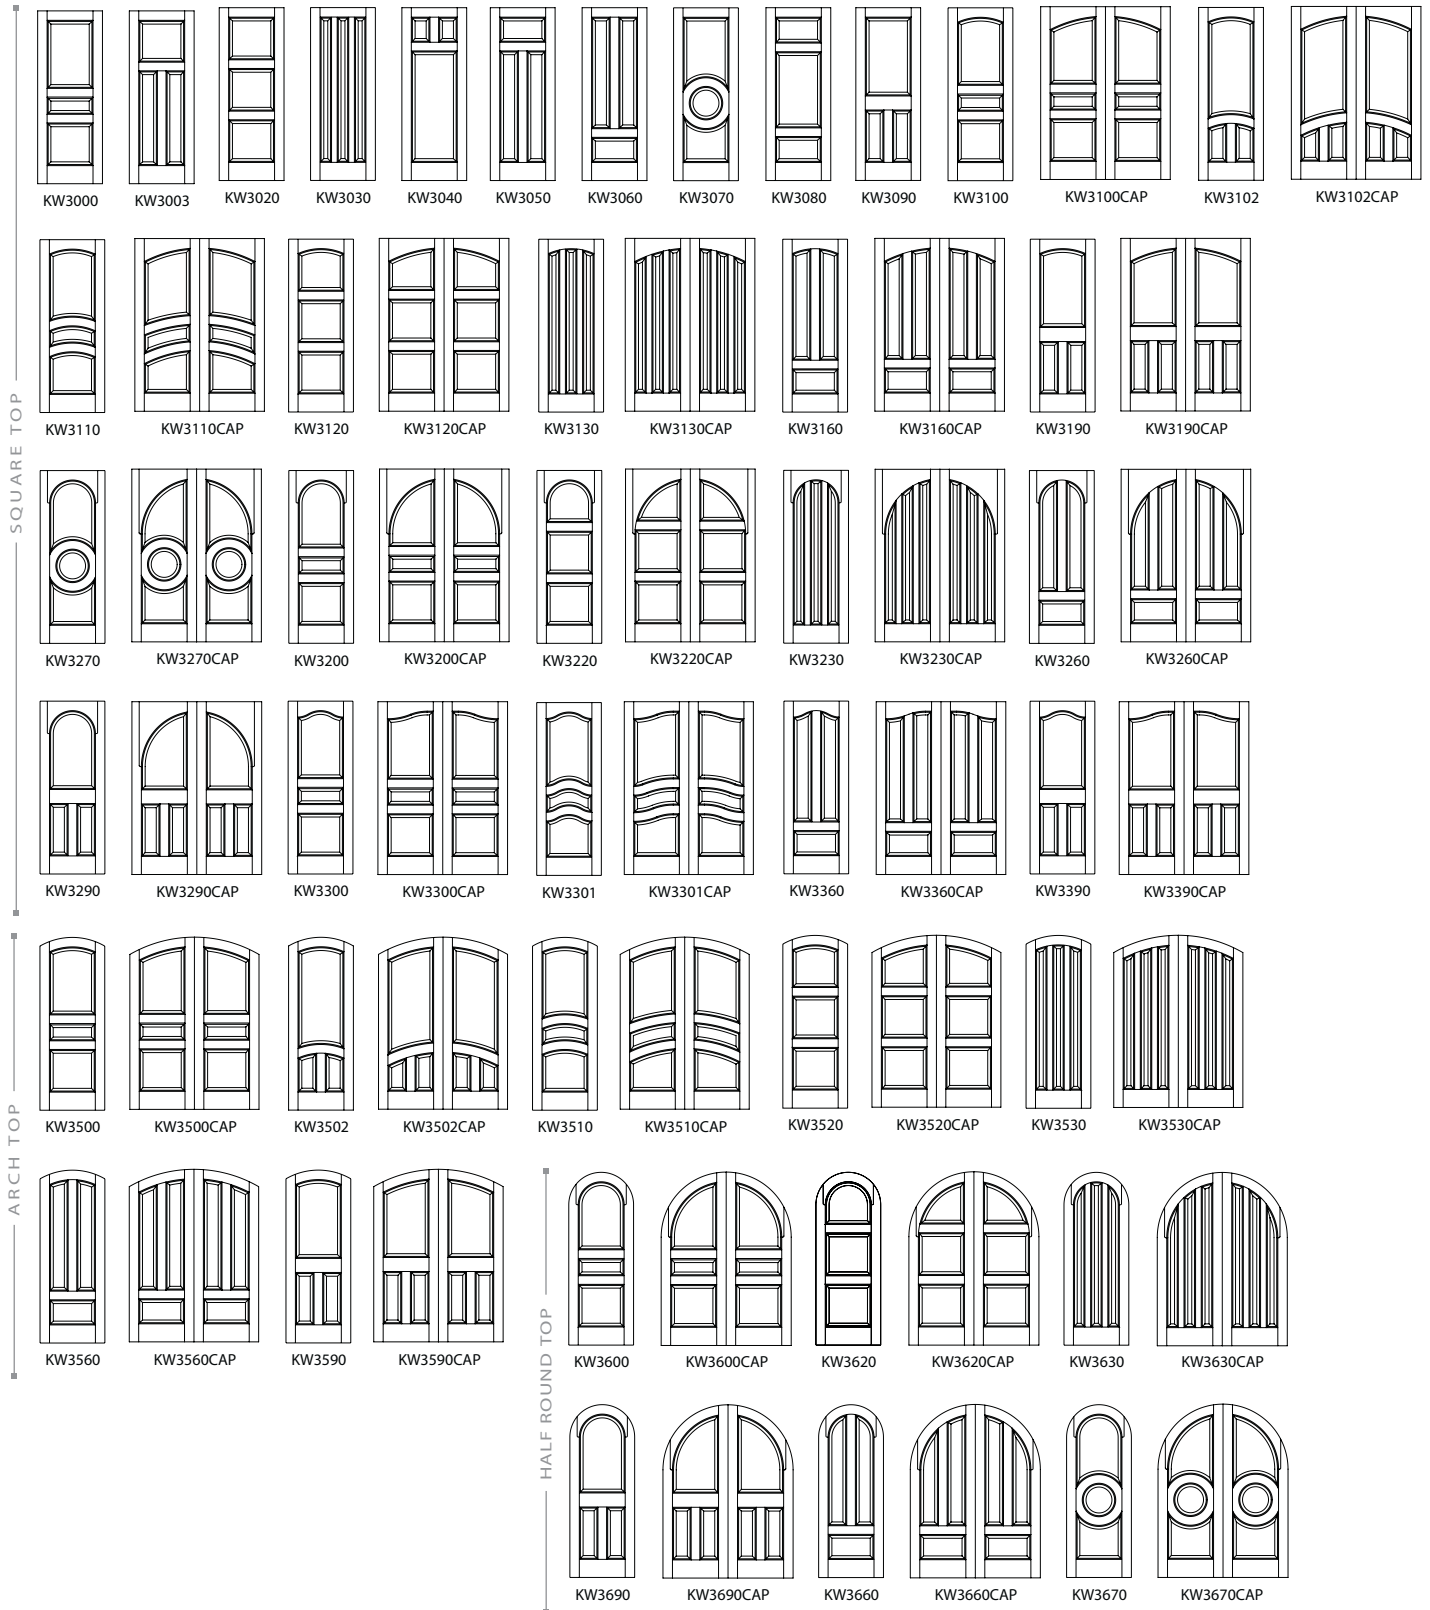 SQUARE TOP
KW3000 KW3003 KW3020 KW3030 KW3040 KW3050 KW3060 KW3070 KW3080 KW3090 KW3100 KW3100CAP KW3102 KW3102CAP
KW3110 KW3110CAP KW3120 KW3120CAP KW3130 KW3130CAP KW3160 KW3160CAP KW3190 KW3190CAP
KW3270 KW3270CAP KW3200 KW3200CAP KW3220 KW3220CAP KW3230 KW3230CAP KW3260 KW3260CAP
KW3290 KW3290CAP KW3300 KW3300CAP KW3301 KW3301CAP KW3360 KW3360CAP KW3390 KW3390CAP
ARCH TOP
KW3500 KW3500CAP KW3502 KW3502CAP KW3510 KW3510CAP KW3520 KW3520CAP KW3530 KW3530CAP
KW3560 KW3560CAP KW3590 KW3590CAP
HALF ROUND TOP
KW3600 KW3600CAP KW3620 KW3620CAP KW3630 KW3630CAP
KW3690 KW3690CAP KW3660 KW3660CAP KW3670 KW3670CAP